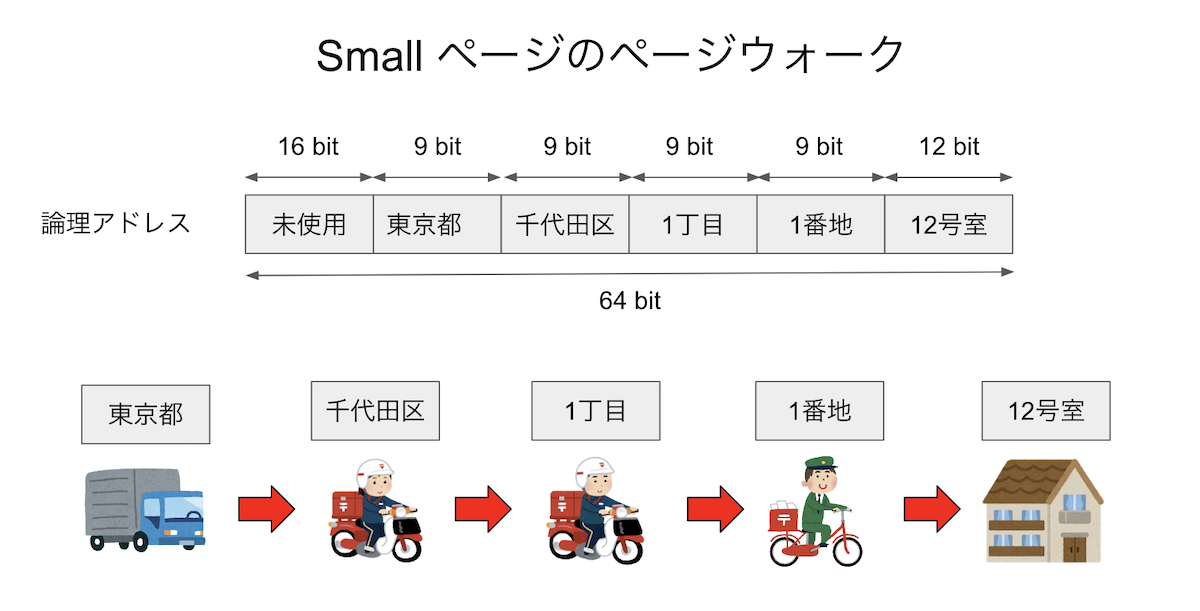 Small ページのページウォーク
16 bit 9 bit 9 bit 9 bit 9 bit 12 bit
論理アドレス 未使用 東京都 千代田区 1丁目 1番地 12号室
64 bit
東京都 千代田区 1丁目 1番地 12号室